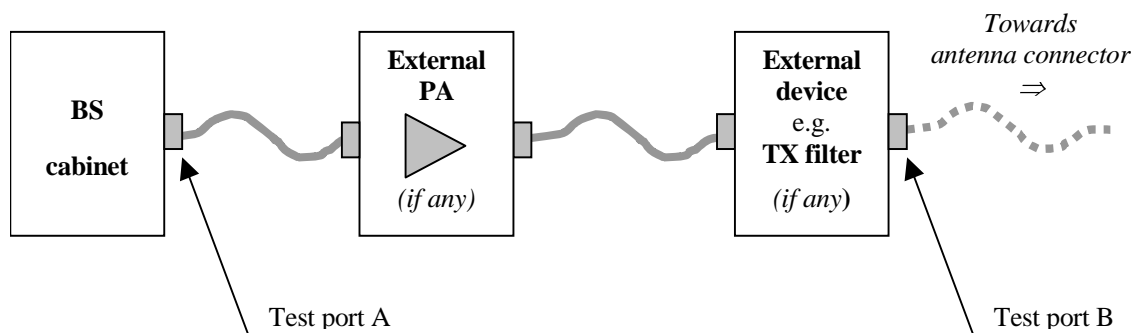 BS
cabinet
External
PA
(if any)
External
device
e.g.
TX filter
(if any)
Towards
antenna connector
⇒
Test port A
Test port B